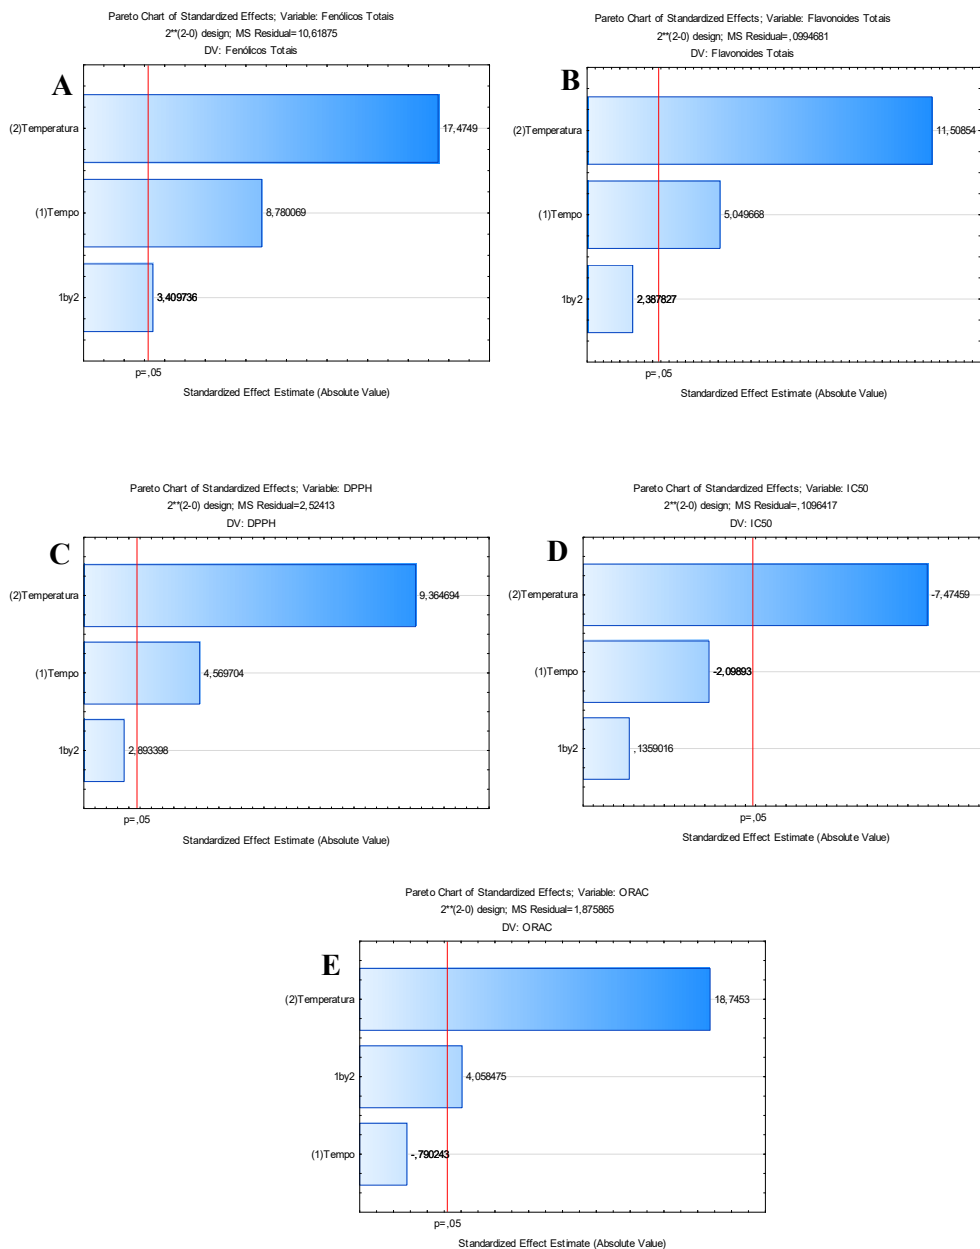 Pareto Chart of Standardized Effects; Variable: Fenólicos Totais
2**(2-0) design; MS Residual=10,61875
DV: Fenólicos Totais
A
(2)Temperatura
17,4749
(1)Tempo
8,780069
1by2
3,409736
p=,05
Standardized Effect Estimate (Absolute Value)
Pareto Chart of Standardized Effects; Variable: Flavonoides Totais
2**(2-0) design; MS Residual=,0994681
DV: Flavonoides Totais
B
(2)Temperatura
11,50854
(1)Tempo
5,049668
1by2
2,387827
p=,05
Standardized Effect Estimate (Absolute Value)
Pareto Chart of Standardized Effects; Variable: DPPH
2**(2-0) design; MS Residual=2,52413
DV: DPPH
C
(2)Temperatura
9,364694
(1)Tempo
4,569704
1by2
2,893398
p=,05
Standardized Effect Estimate (Absolute Value)
Pareto Chart of Standardized Effects; Variable: IC50
2**(2-0) design; MS Residual=,1096417
DV: IC50
D
(2)Temperatura
-7,47459
(1)Tempo
-2,09893
1by2
,1359016
p=,05
Standardized Effect Estimate (Absolute Value)
Pareto Chart of Standardized Effects; Variable: ORAC
2**(2-0) design; MS Residual=1,875865
DV: ORAC
E
(2)Temperatura
18,7453
1by2
4,058475
(1)Tempo
-,790243
p=,05
Standardized Effect Estimate (Absolute Value)